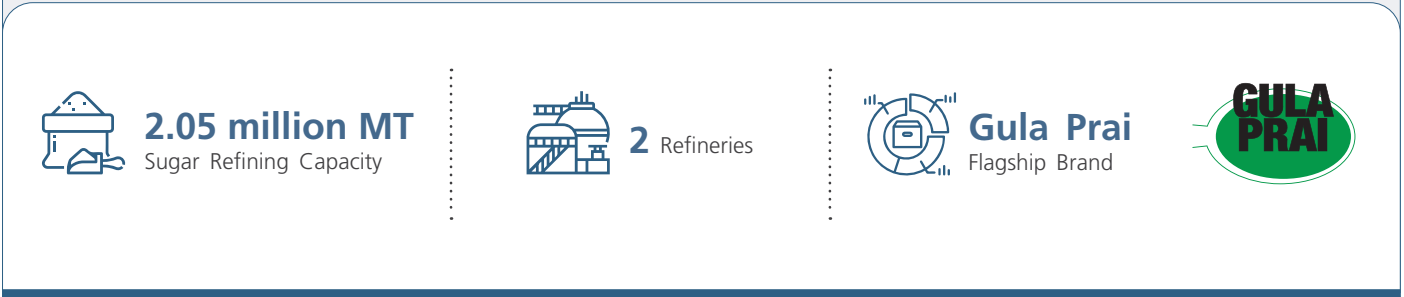 2.05 million MT
Sugar Refining Capacity
2 Refineries
Gula Prai
Flagship Brand
GULA
PRAI